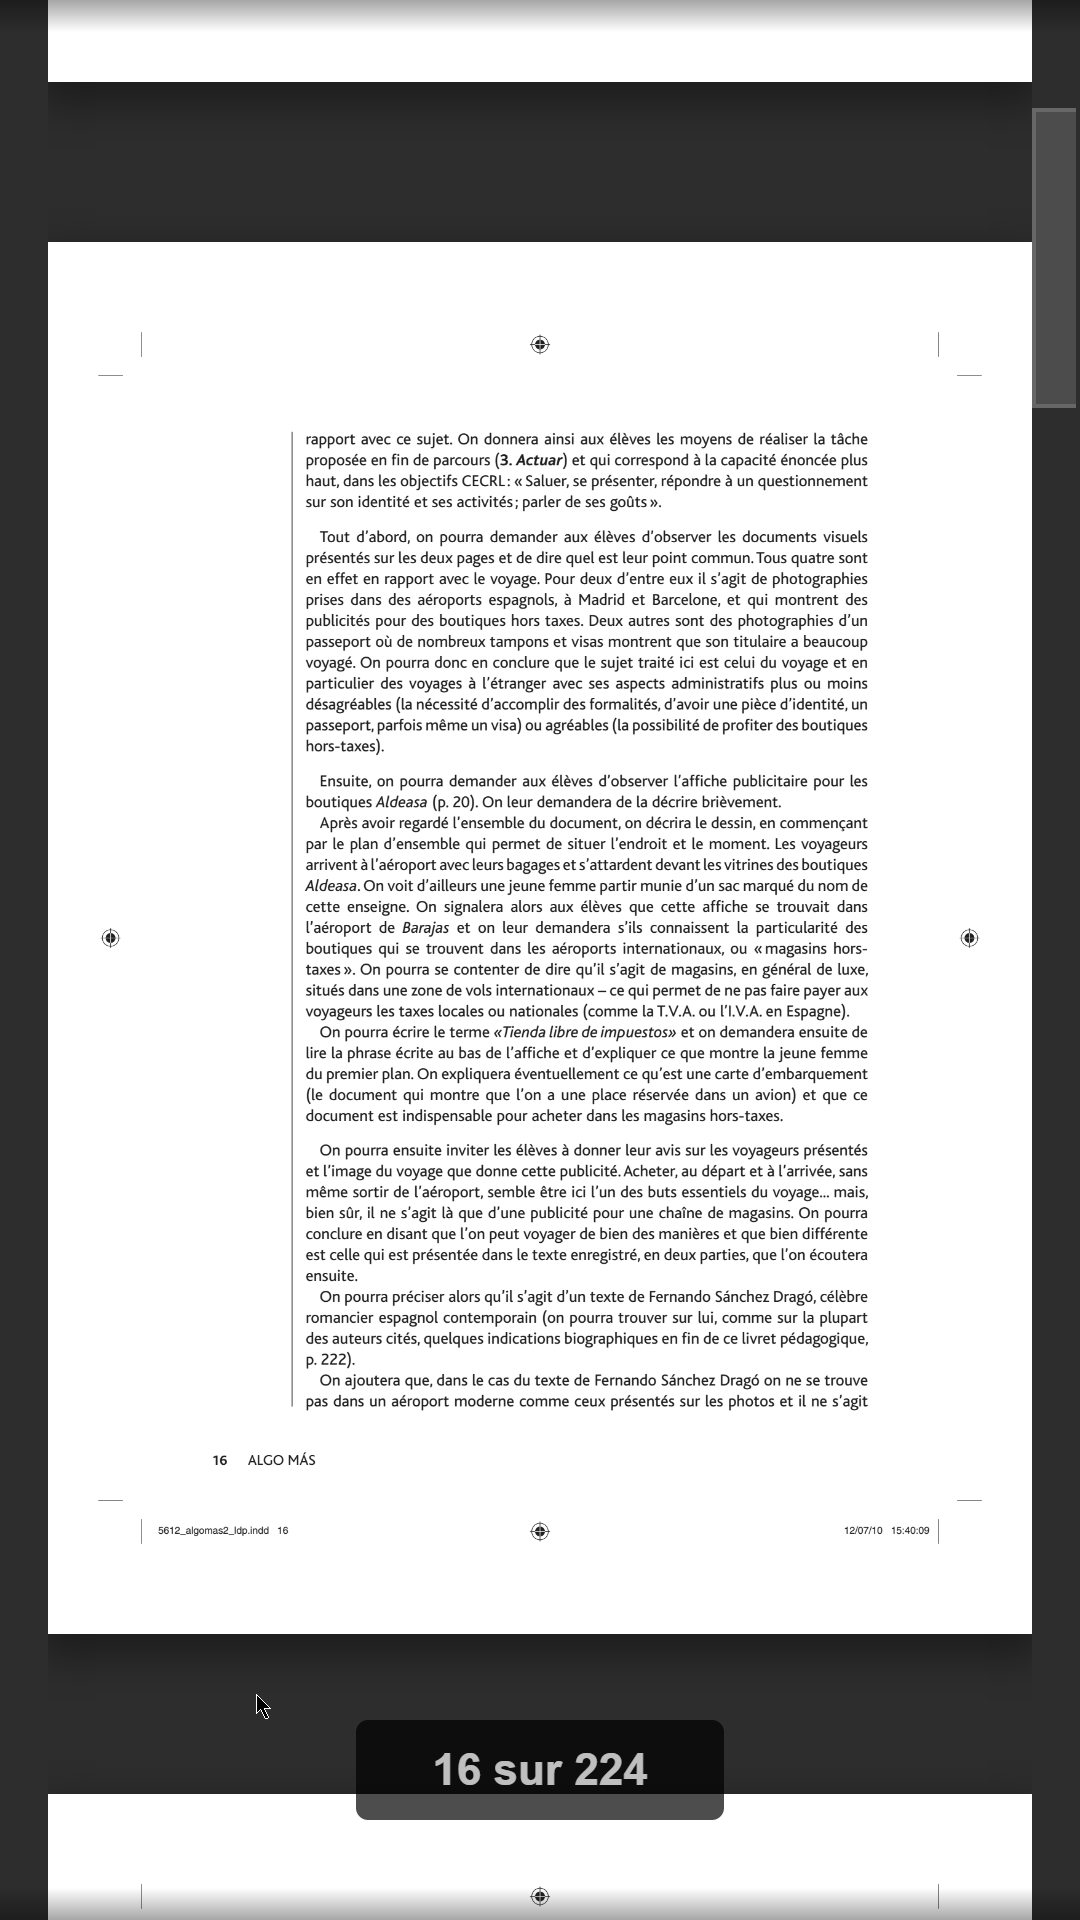 rapport avec ce sujet. On donnera ainsi aux élèves les moyens de réaliser la tâche
proposée en fin de parcours (3. Actuar) et qui correspond à la capacité énoncée plus
haut, dans les objectifs CECRL : « Saluer, se présenter, répondre à un questionnement
sur son identité et ses activités ; parler de ses goûts ».
Tout d’abord, on pourra demander aux élèves d’observer les documents visuels
présentés sur les deux pages et de dire quel est leur point commun. Tous quatre sont
en effet en rapport avec le voyage. Pour deux d’entre eux il s’agit de photographies
prises dans des aéroports espagnols, à Madrid et Barcelone, et qui montrent des
publicités pour des boutiques hors taxes. Deux autres sont des photographies d’un
passeport où de nombreux tampons et visas montrent que son titulaire a beaucoup
voyagé. On pourra donc en conclure que le sujet traité ici est celui du voyage et en
particulier des voyages à l’étranger avec ses aspects administratifs plus ou moins
désagréables (la nécessité d’accomplir des formalités, d’avoir une pièce d’identité, un
passeport, parfois même un visa) ou agréables (la possibilité de profiter des boutiques
hors-taxes).
Ensuite, on pourra demander aux élèves d’observer l’affiche publicitaire pour les
boutiques Aldeasa (p. 20). On leur demandera de la décrire brièvement.
Après avoir regardé l’ensemble du document, on décrira le dessin, en commençant
par le plan d’ensemble qui permet de situer l’endroit et le moment. Les voyageurs
arrivent à l’aéroport avec leurs bagages et s’attardent devant les vitrines des boutiques
Aldeasa. On voit d’ailleurs une jeune femme partir munie d’un sac marqué du nom de
cette enseigne. On signalera alors aux élèves que cette affiche se trouvait dans
l’aéroport de Barajas et on leur demandera s’ils connaissent la particularité des
boutiques qui se trouvent dans les aéroports internationaux, ou « magasins hors-
taxes ». On pourra se contenter de dire qu’il s’agit de magasins, en général de luxe,
situés dans une zone de vols internationaux – ce qui permet de ne pas faire payer aux
voyageurs les taxes locales ou nationales (comme la T.V.A. ou l’I.V.A. en Espagne).
On pourra écrire le terme «Tienda libre de impuestos» et on demandera ensuite de
lire la phrase écrite au bas de l’affiche et d’expliquer ce que montre la jeune femme
du premier plan. On expliquera éventuellement ce qu’est une carte d’embarquement
(le document qui montre que l’on a une place réservée dans un avion) et que ce
document est indispensable pour acheter dans les magasins hors-taxes.
On pourra ensuite inviter les élèves à donner leur avis sur les voyageurs présentés
et l’image du voyage que donne cette publicité. Acheter, au départ et à l’arrivée, sans
même sortir de l’aéroport, semble être ici l’un des buts essentiels du voyage... mais,
bien sûr, il ne s’agit là que d’une publicité pour une chaîne de magasins. On pourra
conclure en disant que l’on peut voyager de bien des manières et que bien différente
est celle qui est présentée dans le texte enregistré, en deux parties, que l’on écoutera
ensuite.
On pourra préciser alors qu’il s’agit d’un texte de Fernando Sánchez Dragó, célèbre
romancier espagnol contemporain (on pourra trouver sur lui, comme sur la plupart
des auteurs cités, quelques indications biographiques en fin de ce livret pédagogique,
p. 222).
On ajoutera que, dans le cas du texte de Fernando Sánchez Dragó on ne se trouve
pas dans un aéroport moderne comme ceux présentés sur les photos et il ne s’agit
16 ALGO MÁS
5612_algomas2_ldp.indd 16 12/07/10 15:40:09
16 sur 224